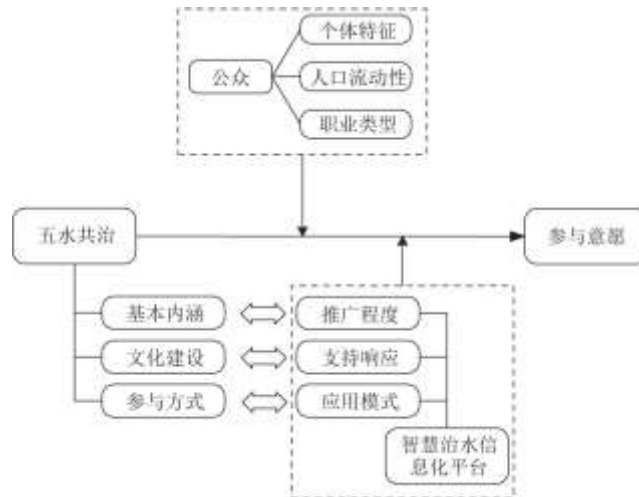 个体特征
公众
人口流动性
职业类型
五水共治
参与意愿
基本内涵
推广程度
文化建设
支持响应
参与方式
应用模式
智慧治水信
息化平台